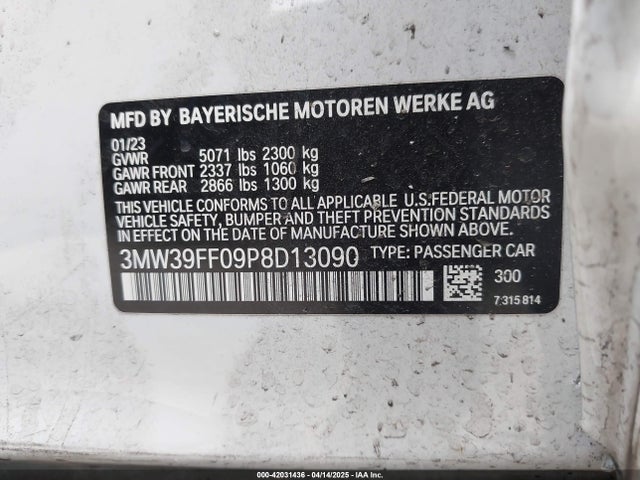 MFD BY BAYERISCHE MOTOREN WERKE AG
01/23
GVWR 5071 lbs 2300 kg
GAWR FRONT 2337 lbs 1060 kg
GAWR REAR 2866 lbs 1300 kg
THIS VEHICLE CONFORMS TO ALL APPLICABLE U.S.FEDERAL MOTOR
VEHICLE SAFETY, BUMPER AND THEFT PREVENTION STANDARDS
IN EFFECT ON THE DATE OF MANUFACTURE SHOWN ABOVE.
3MW39FF09P8D13090 TYPE: PASSENGER CAR
300
7 315 814
000-42031436 - 04/14/2025 - IAA Inc.